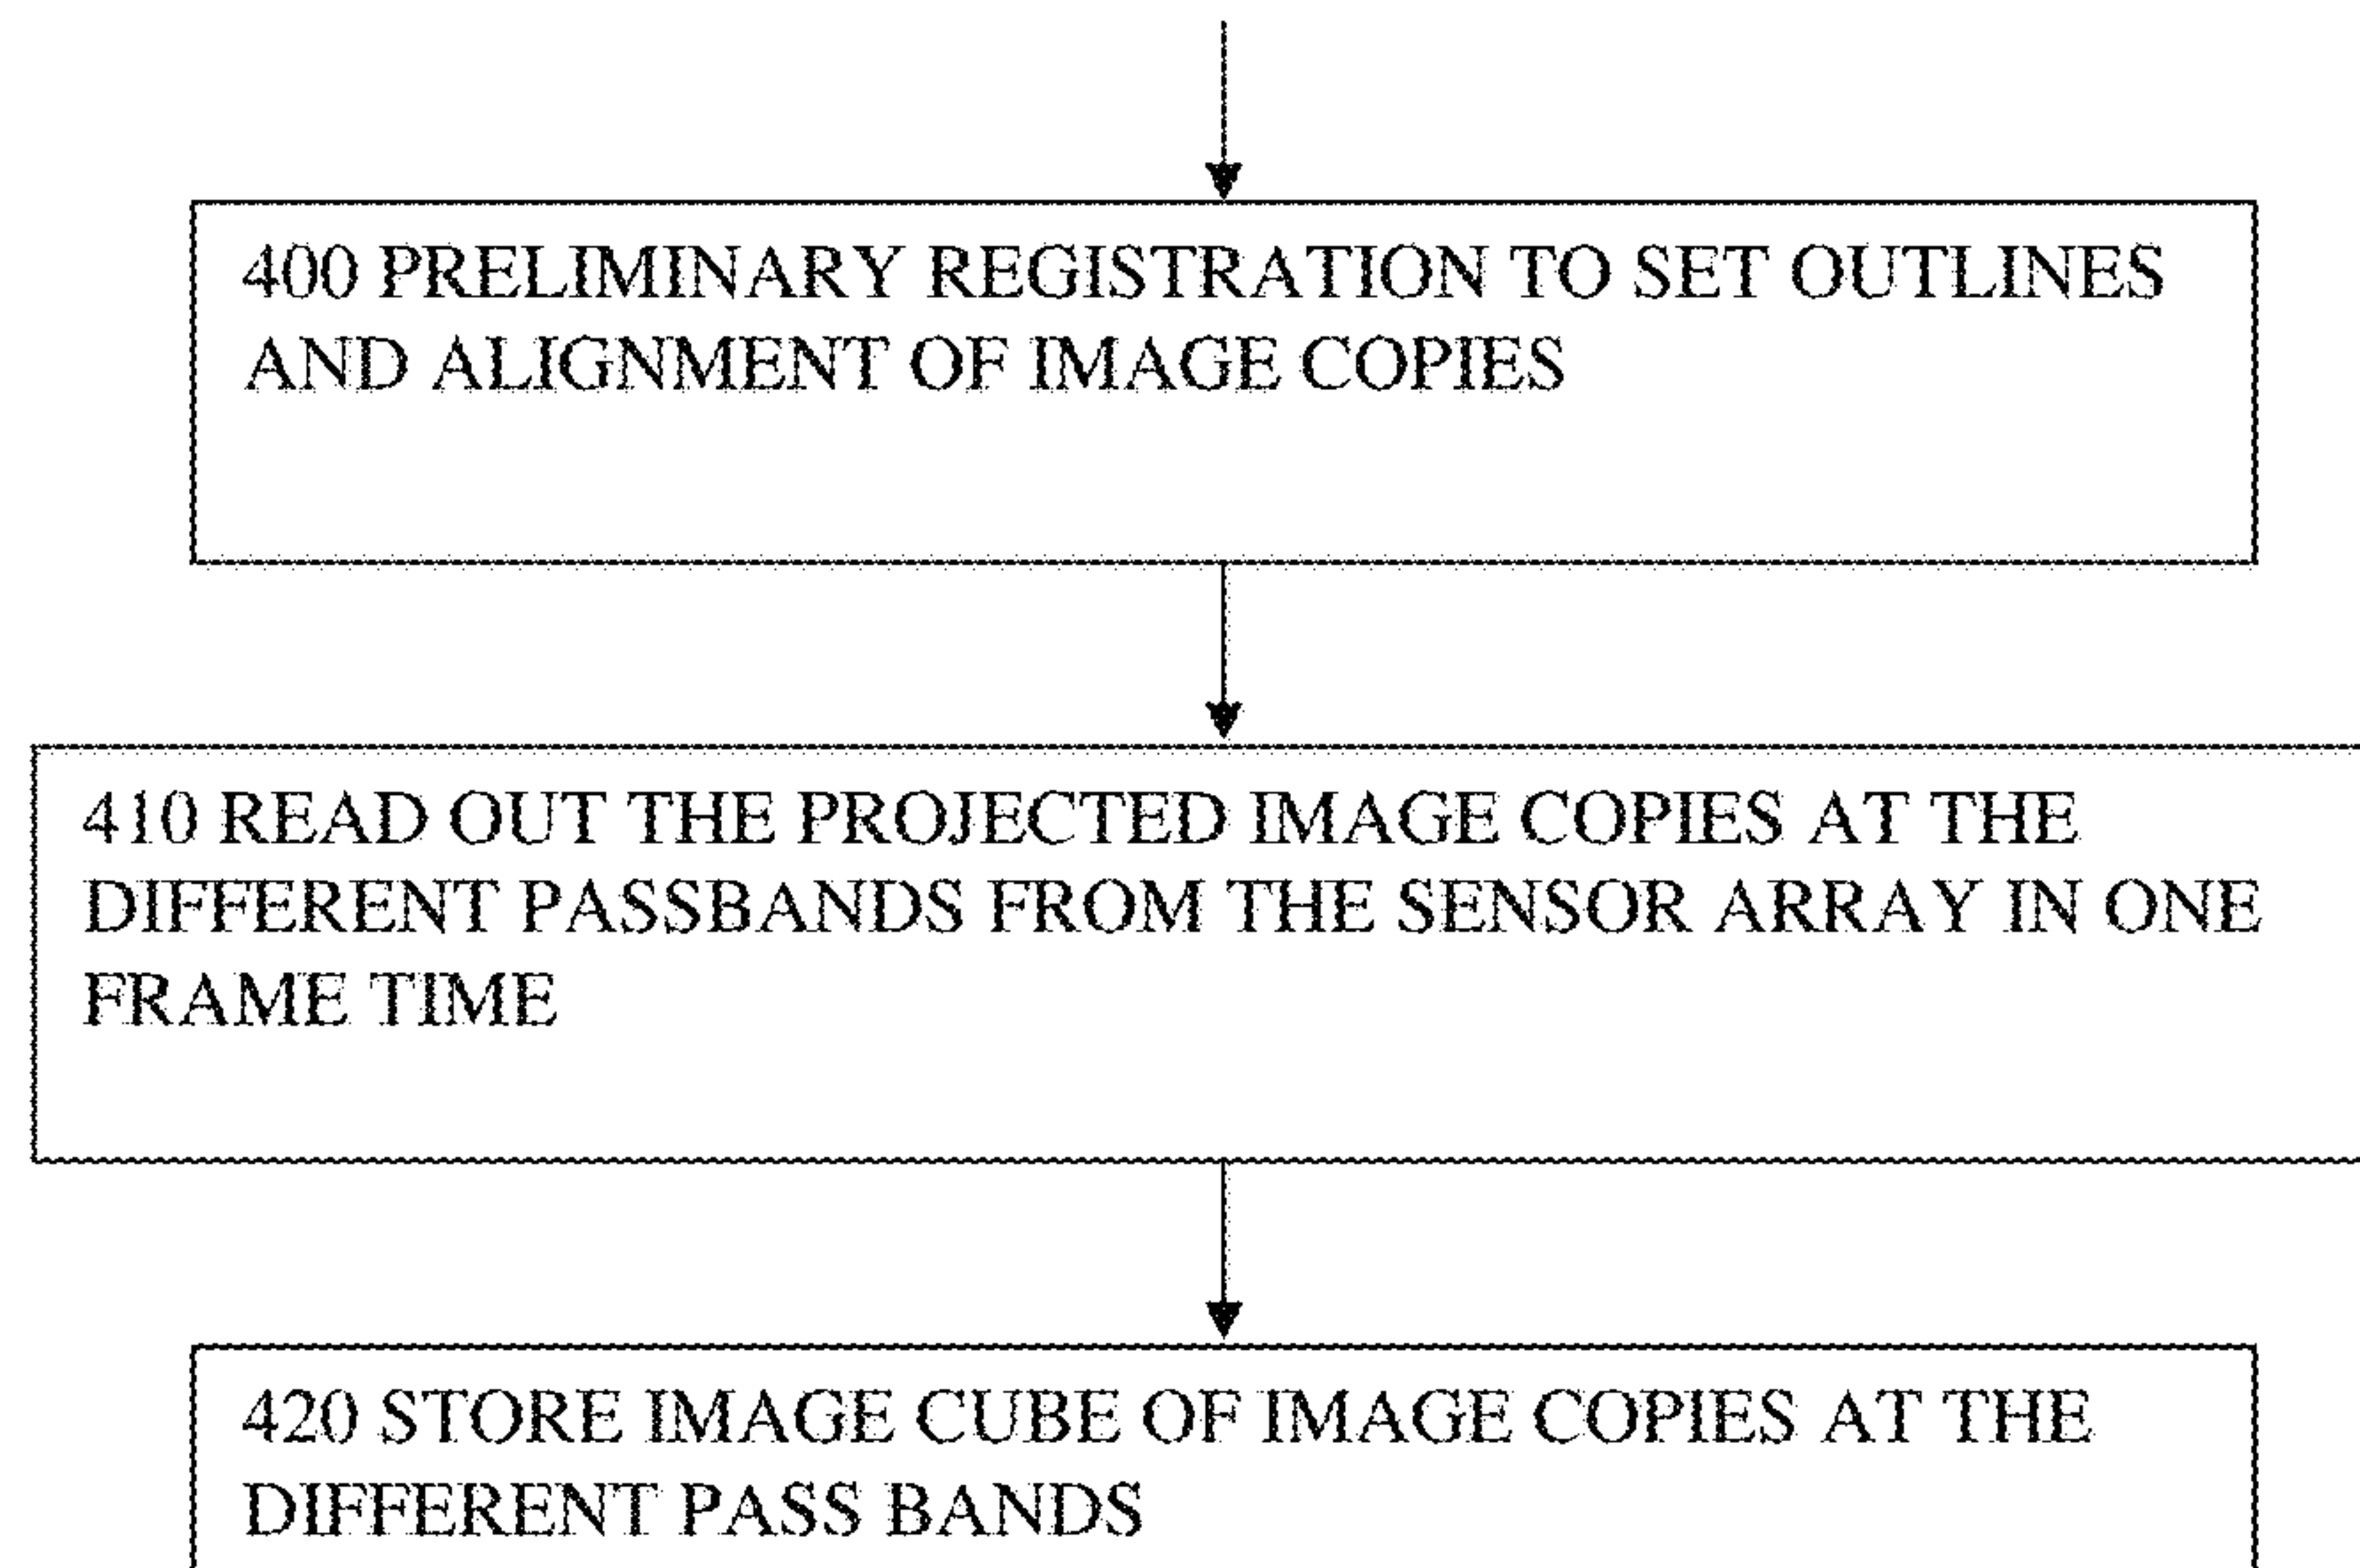 400 PRELIMINARY REGISTRATION TO SET OUTLINES
AND ALIGNMENT OF IMAGE COPIES
410 READ OUT THE PROJECTED IMAGE COPIES AT THE
DIFFERENT PASSBANDS FROM THE SENSOR ARRAY IN ONE
FRAME TIME
420 STORE IMAGE CUBE OF IMAGE COPIES AT THE
DIFFERENT PASS BANDS